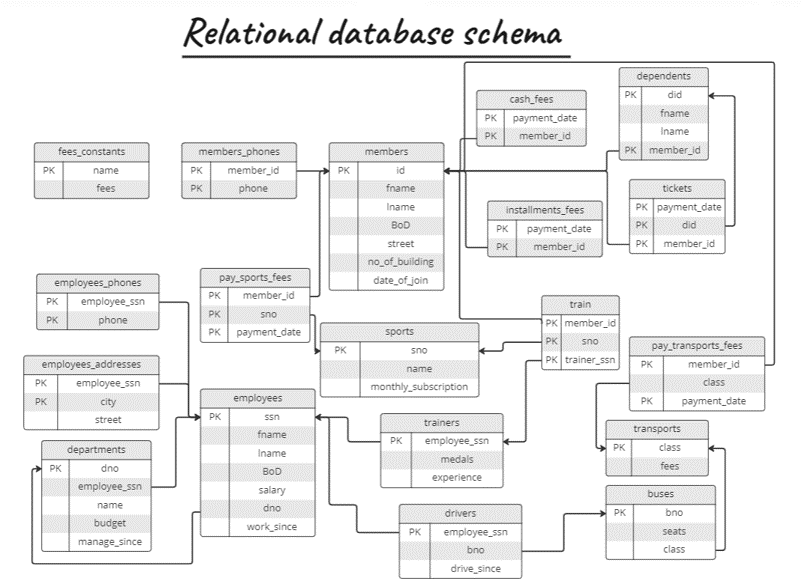 Relational database schema
fees_constants
PK name
fees
members_phones
PK member_id
PK phone
members
PK id
fname
lname
BoD
street
no_of_building
date_of_join
cash_fees
PK payment_date
PK member_id
dependents
PK did
fname
lname
PK member_id
installments_fees
PK payment_date
PK member_id
tickets
PK payment_date
PK did
PK member_id
employees_phones
PK employee_ssn
PK phone
pay_sports_fees
PK member_id
PK sno
PK payment_date
sports
PK sno
name
monthly_subscription
train
PK member_id
PK sno
PK trainer_ssn
pay_transports_fees
PK member_id
class
PK payment_date
employees_addresses
PK employee_ssn
PK city
street
employees
PK ssn
fname
lname
BoD
salary
dno
work_since
trainers
PK employee_ssn
medals
experience
transports
PK class
fees
departments
PK dno
employee_ssn
name
budget
manage_since
drivers
PK employee_ssn
bno
drive_since
buses
PK bno
seats
class